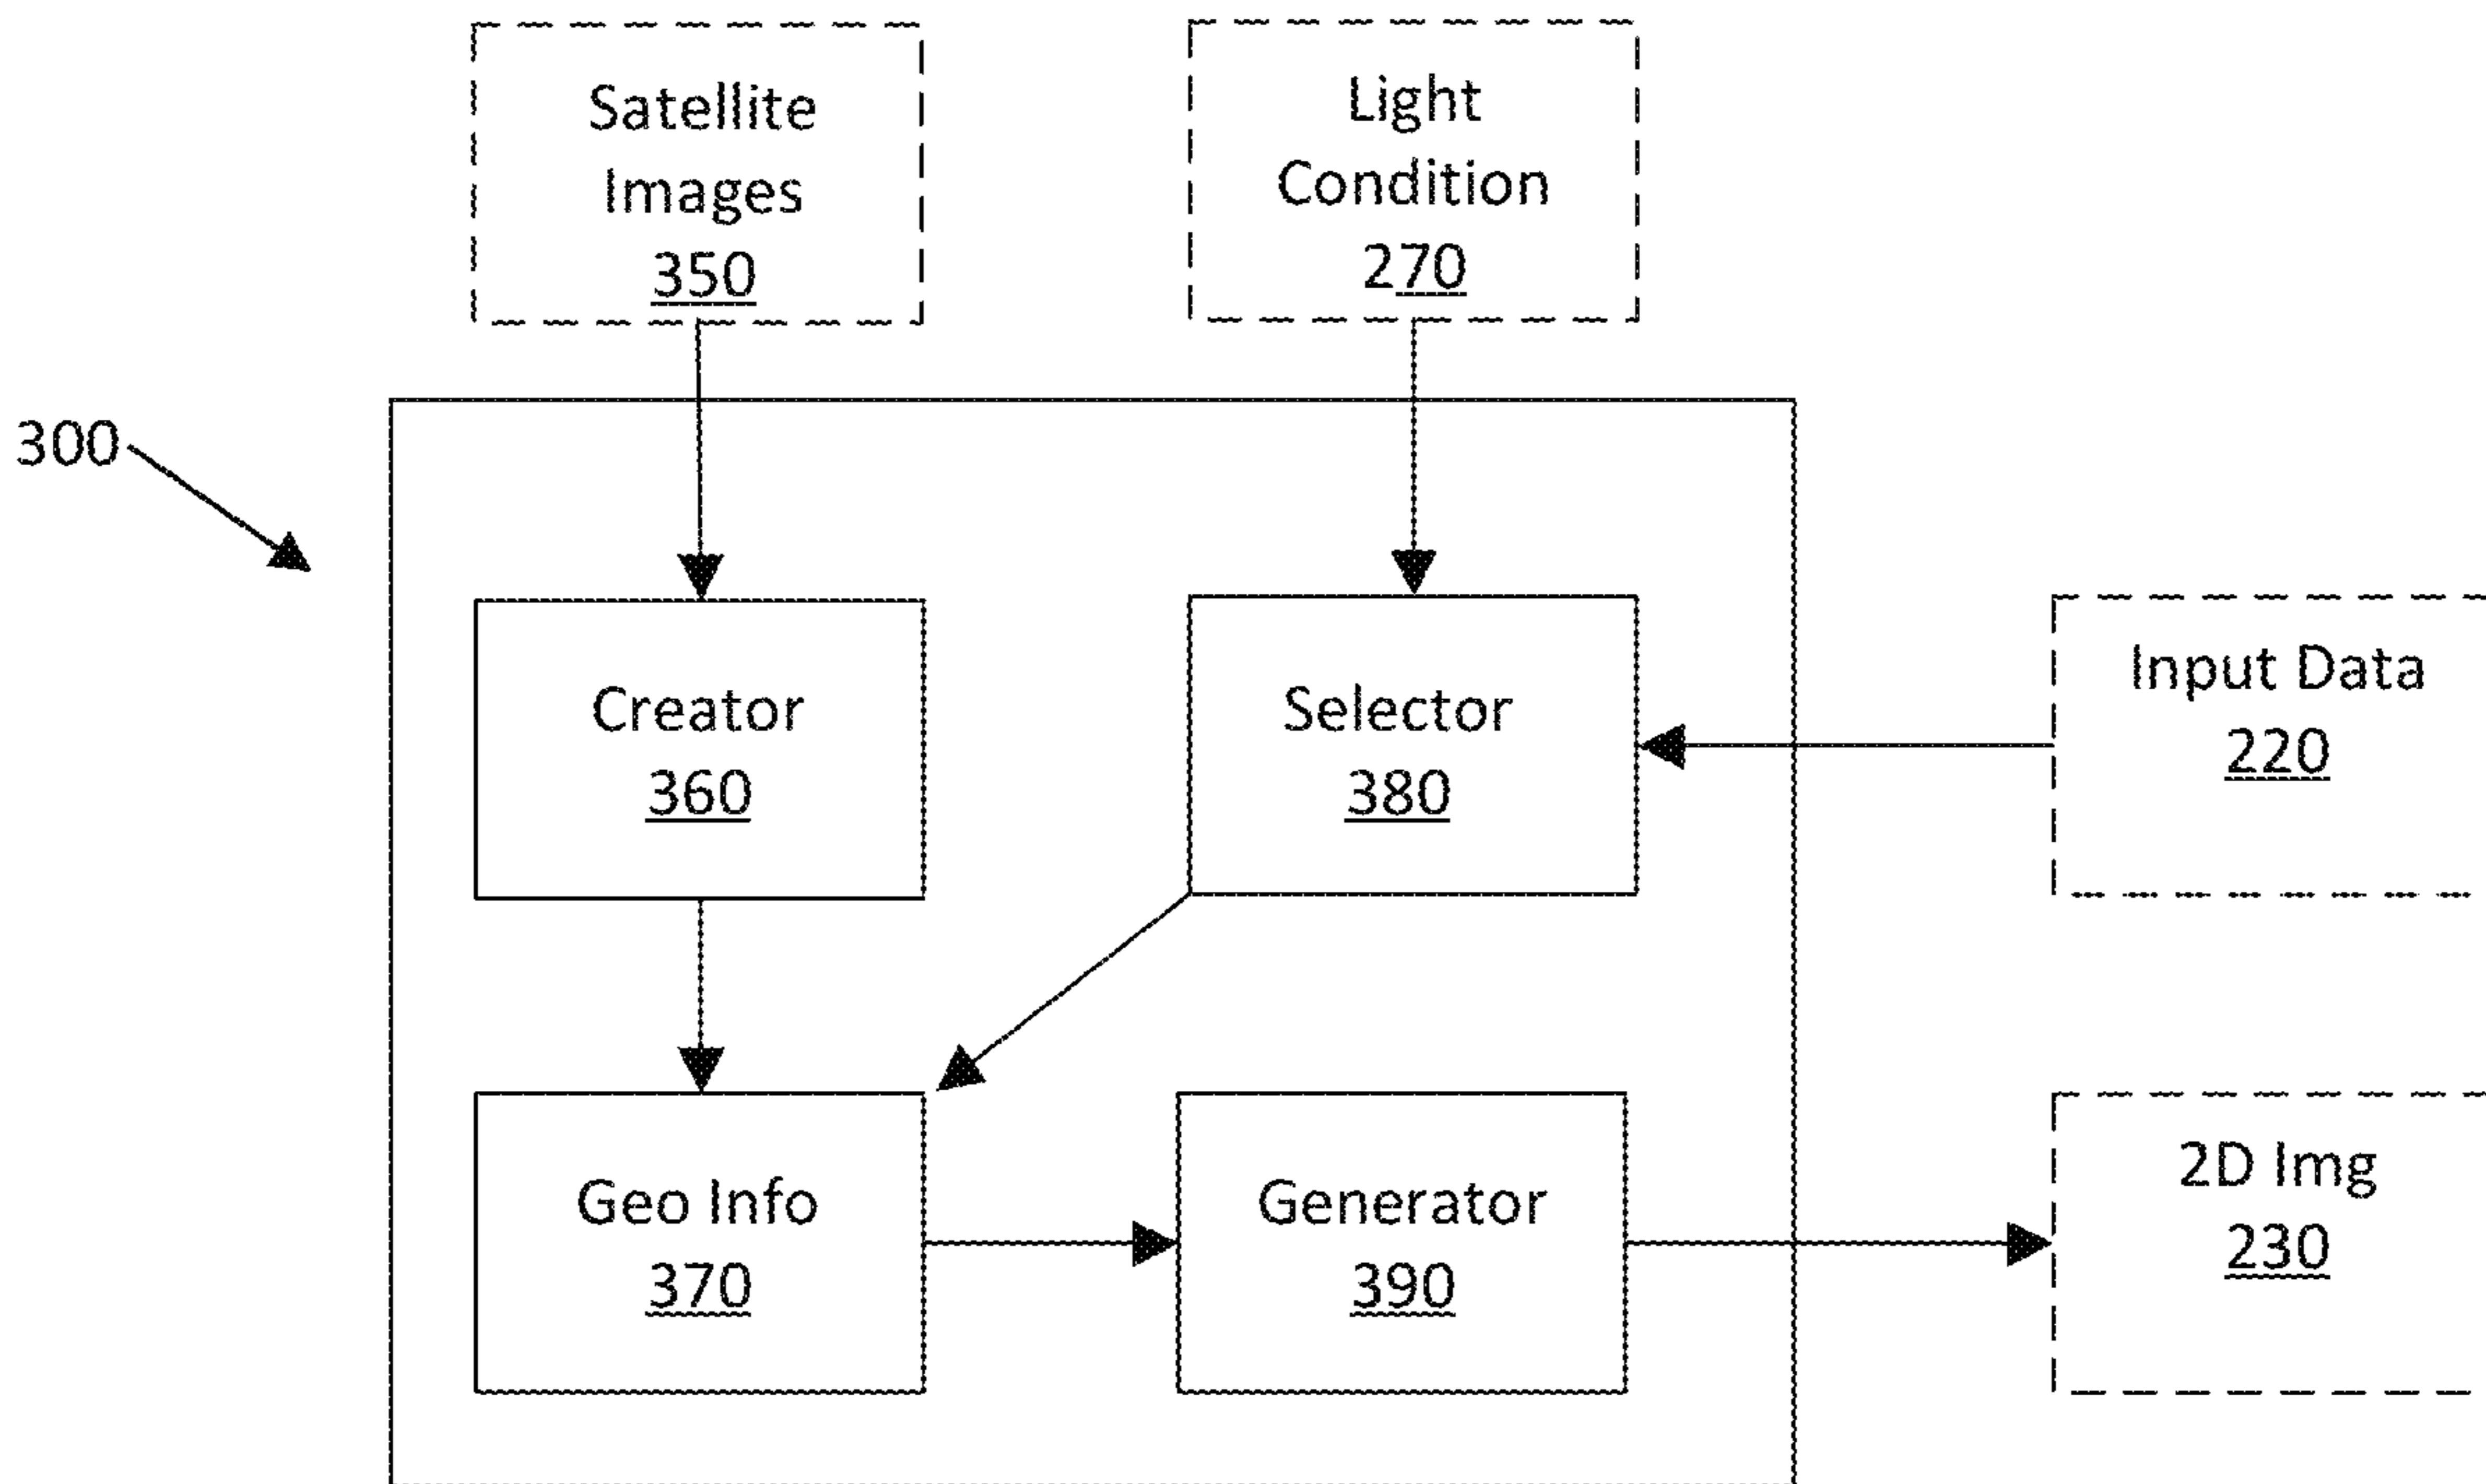 Satellite
Images
350
Light
Condition
270
300
Creator
360
Selector
380
Input Data
220
Geo Info
370
Generator
390
2D Img
230